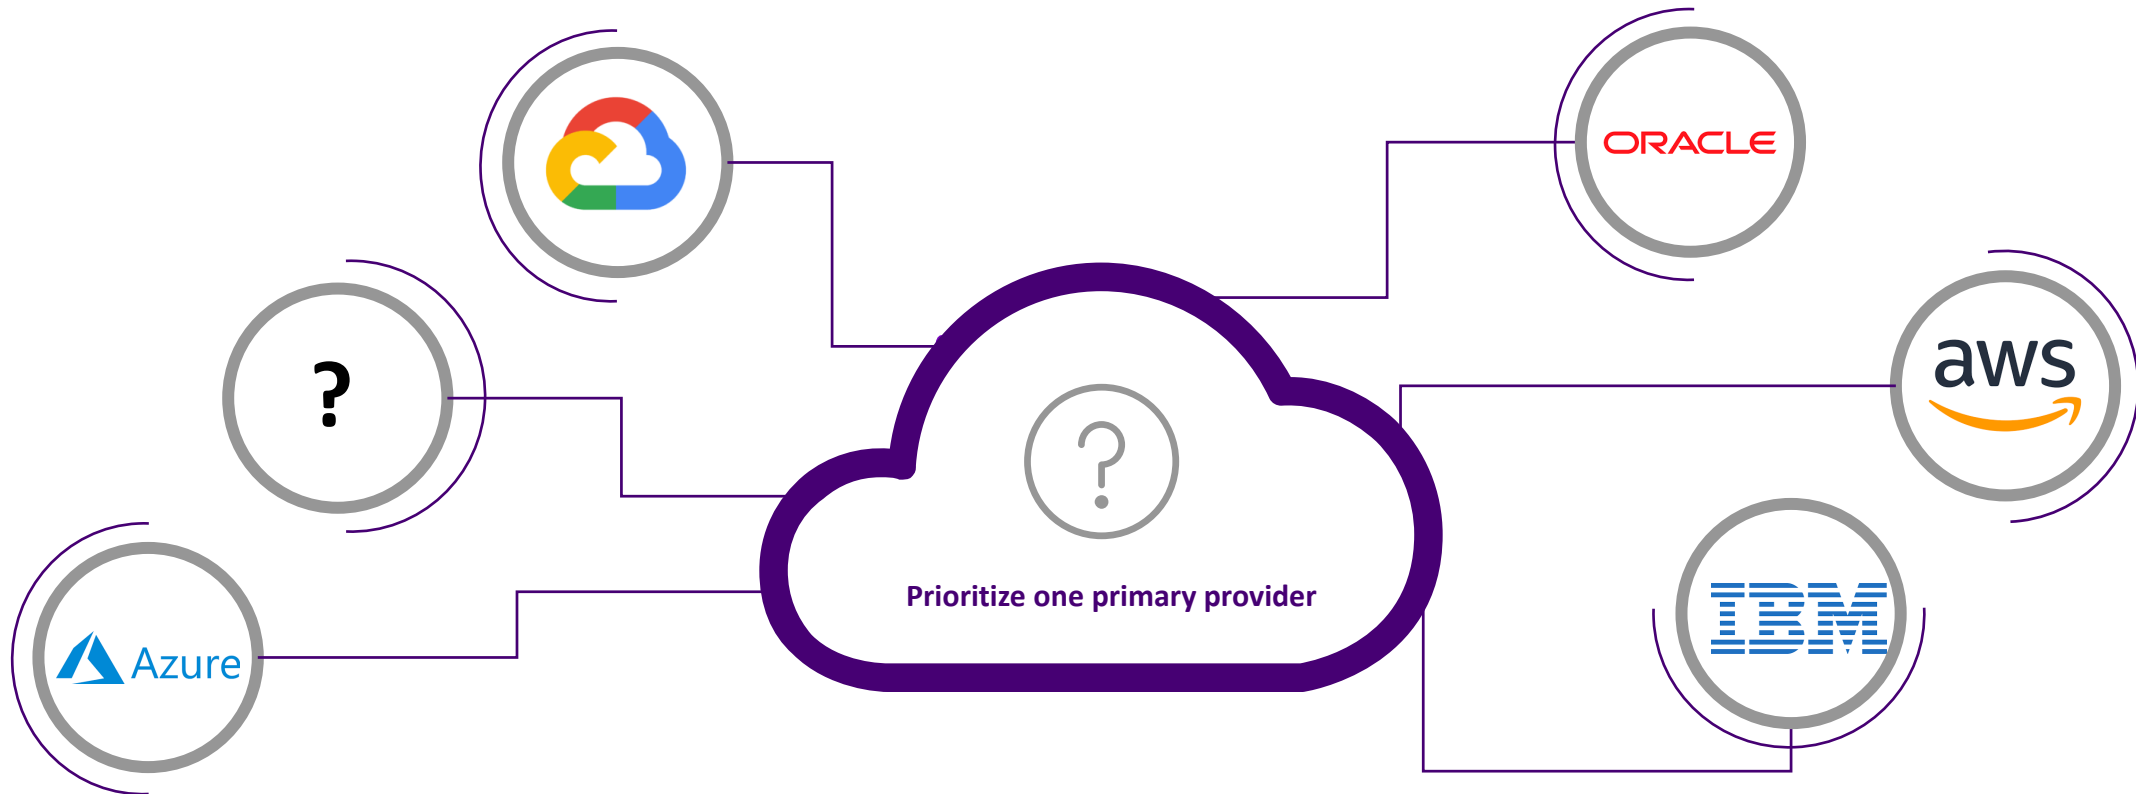 ORACLE
aws
?
?
Prioritize one primary provider
IBM
Azure